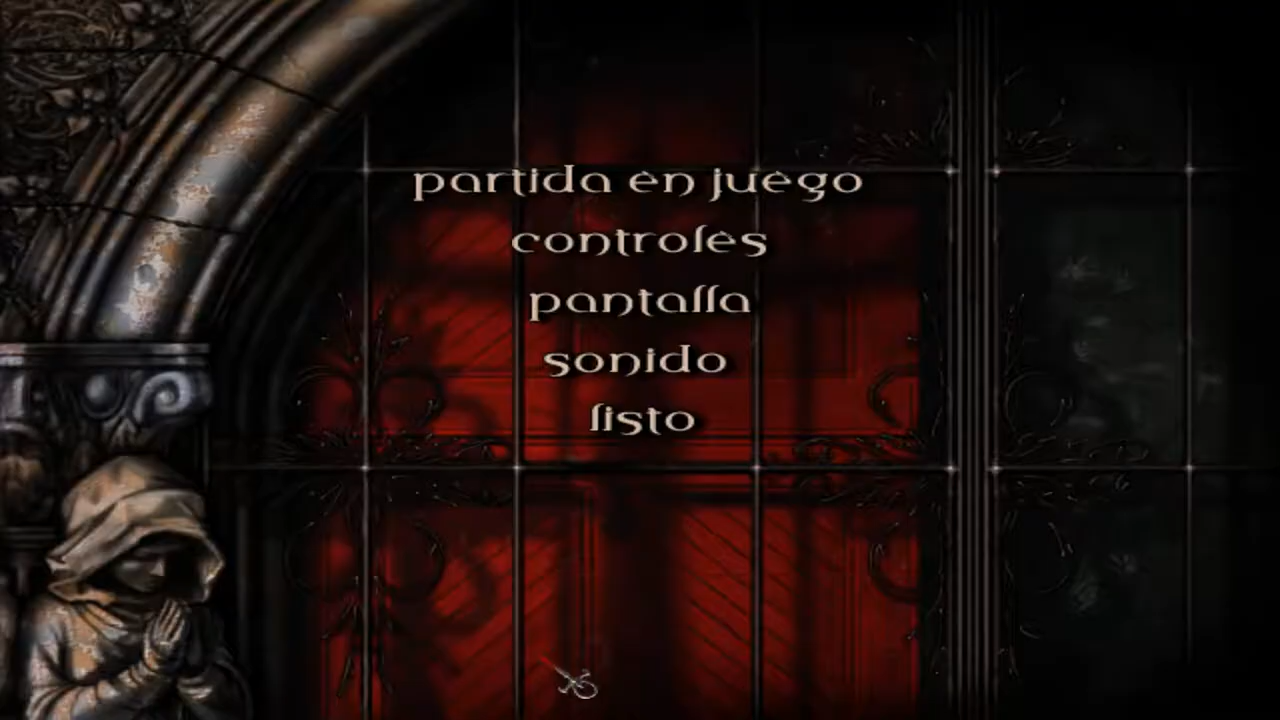 partida en juego
controles
pantalla
sonido
listo